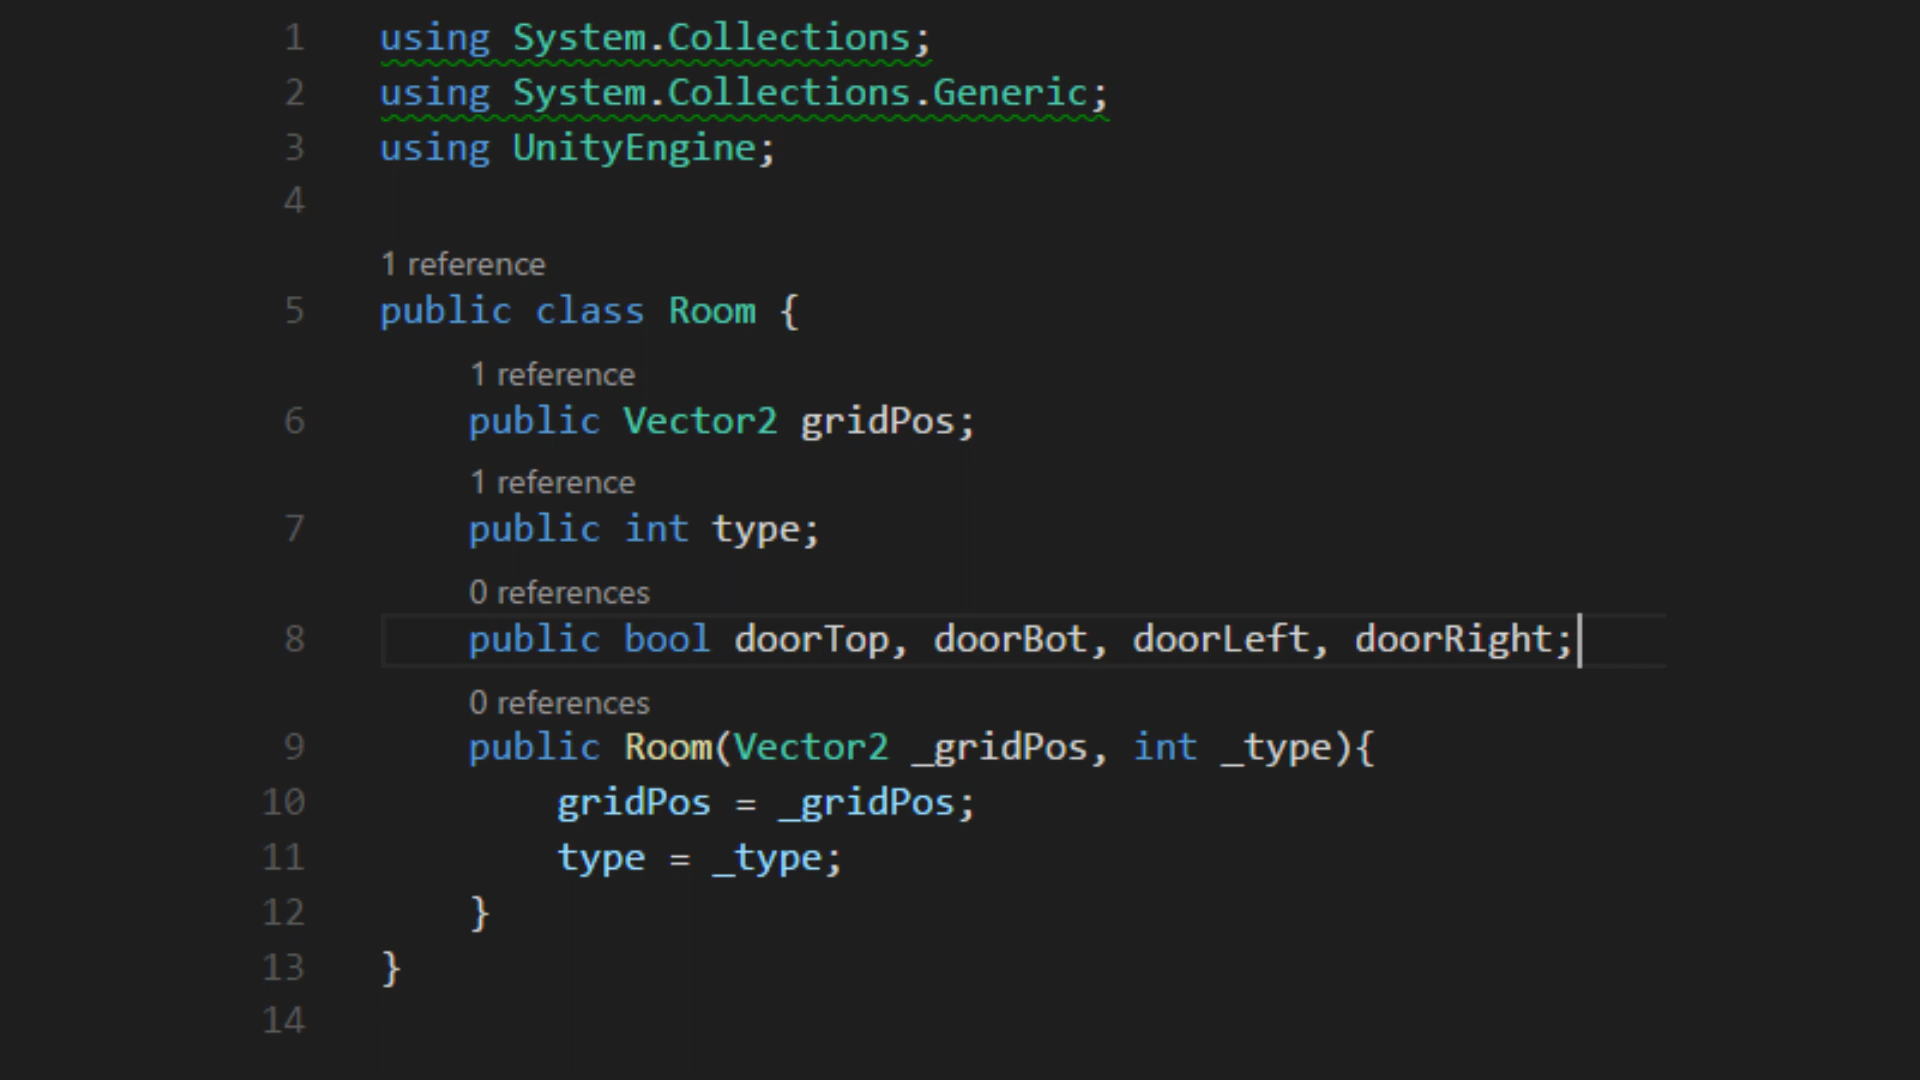 1 using System.Collections;
2 using System.Collections.Generic;
3 using UnityEngine;
4
1 reference
5 public class Room {
1 reference
6 public Vector2 gridPos;
1 reference
7 public int type;
0 references
8 public bool doorTop, doorBot, doorLeft, doorRight;
0 references
9 public Room(Vector2 _gridPos, int _type){
10 gridPos = _gridPos;
11 type = _type;
12 }
13 }
14